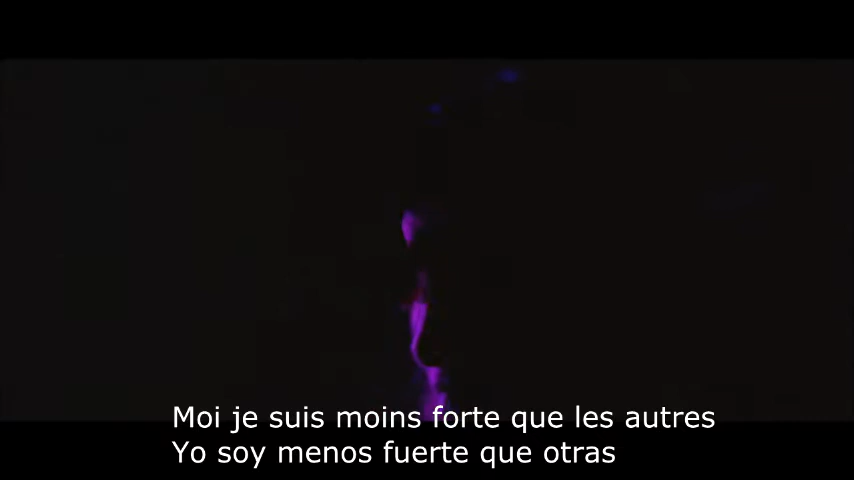 Moi je suis moins forte que les autres
Yo soy menos fuerte que otras